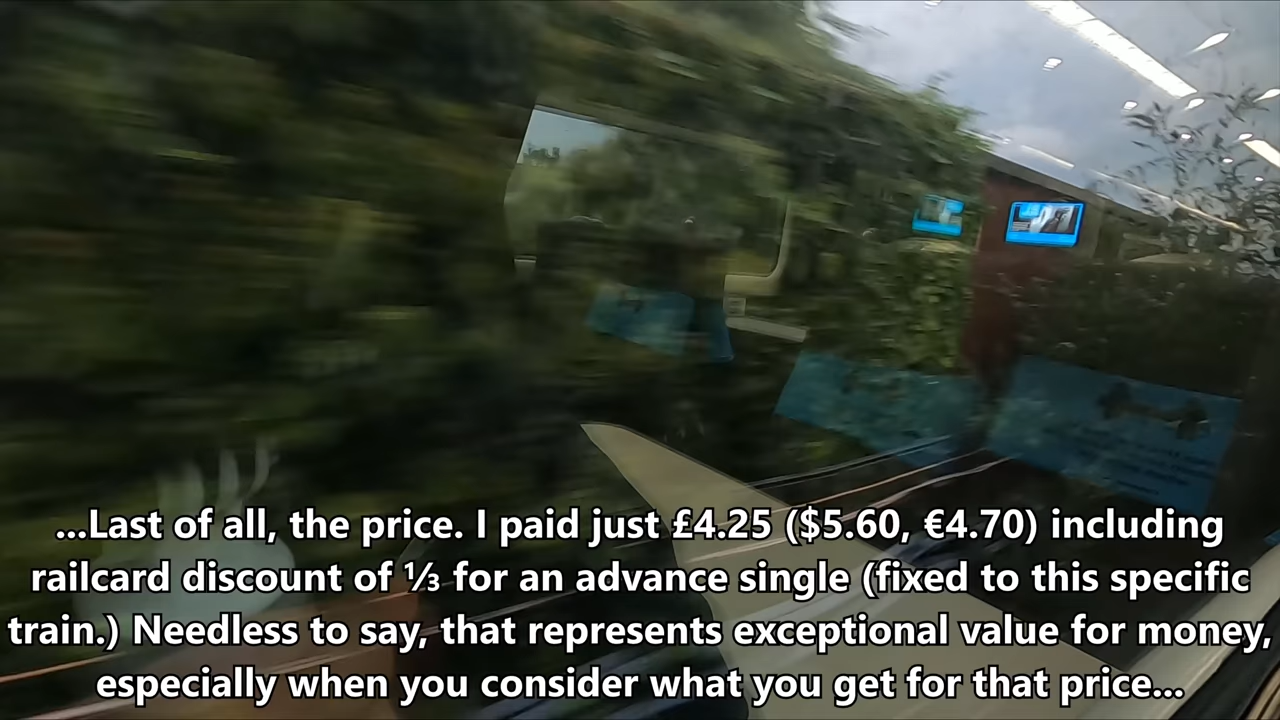 ...Last of all, the price. I paid just £4.25 ($5.60, €4.70) including
railcard discount of ⅓ for an advance single (fixed to this specific
train.) Needless to say, that represents exceptional value for money,
especially when you consider what you get for that price...